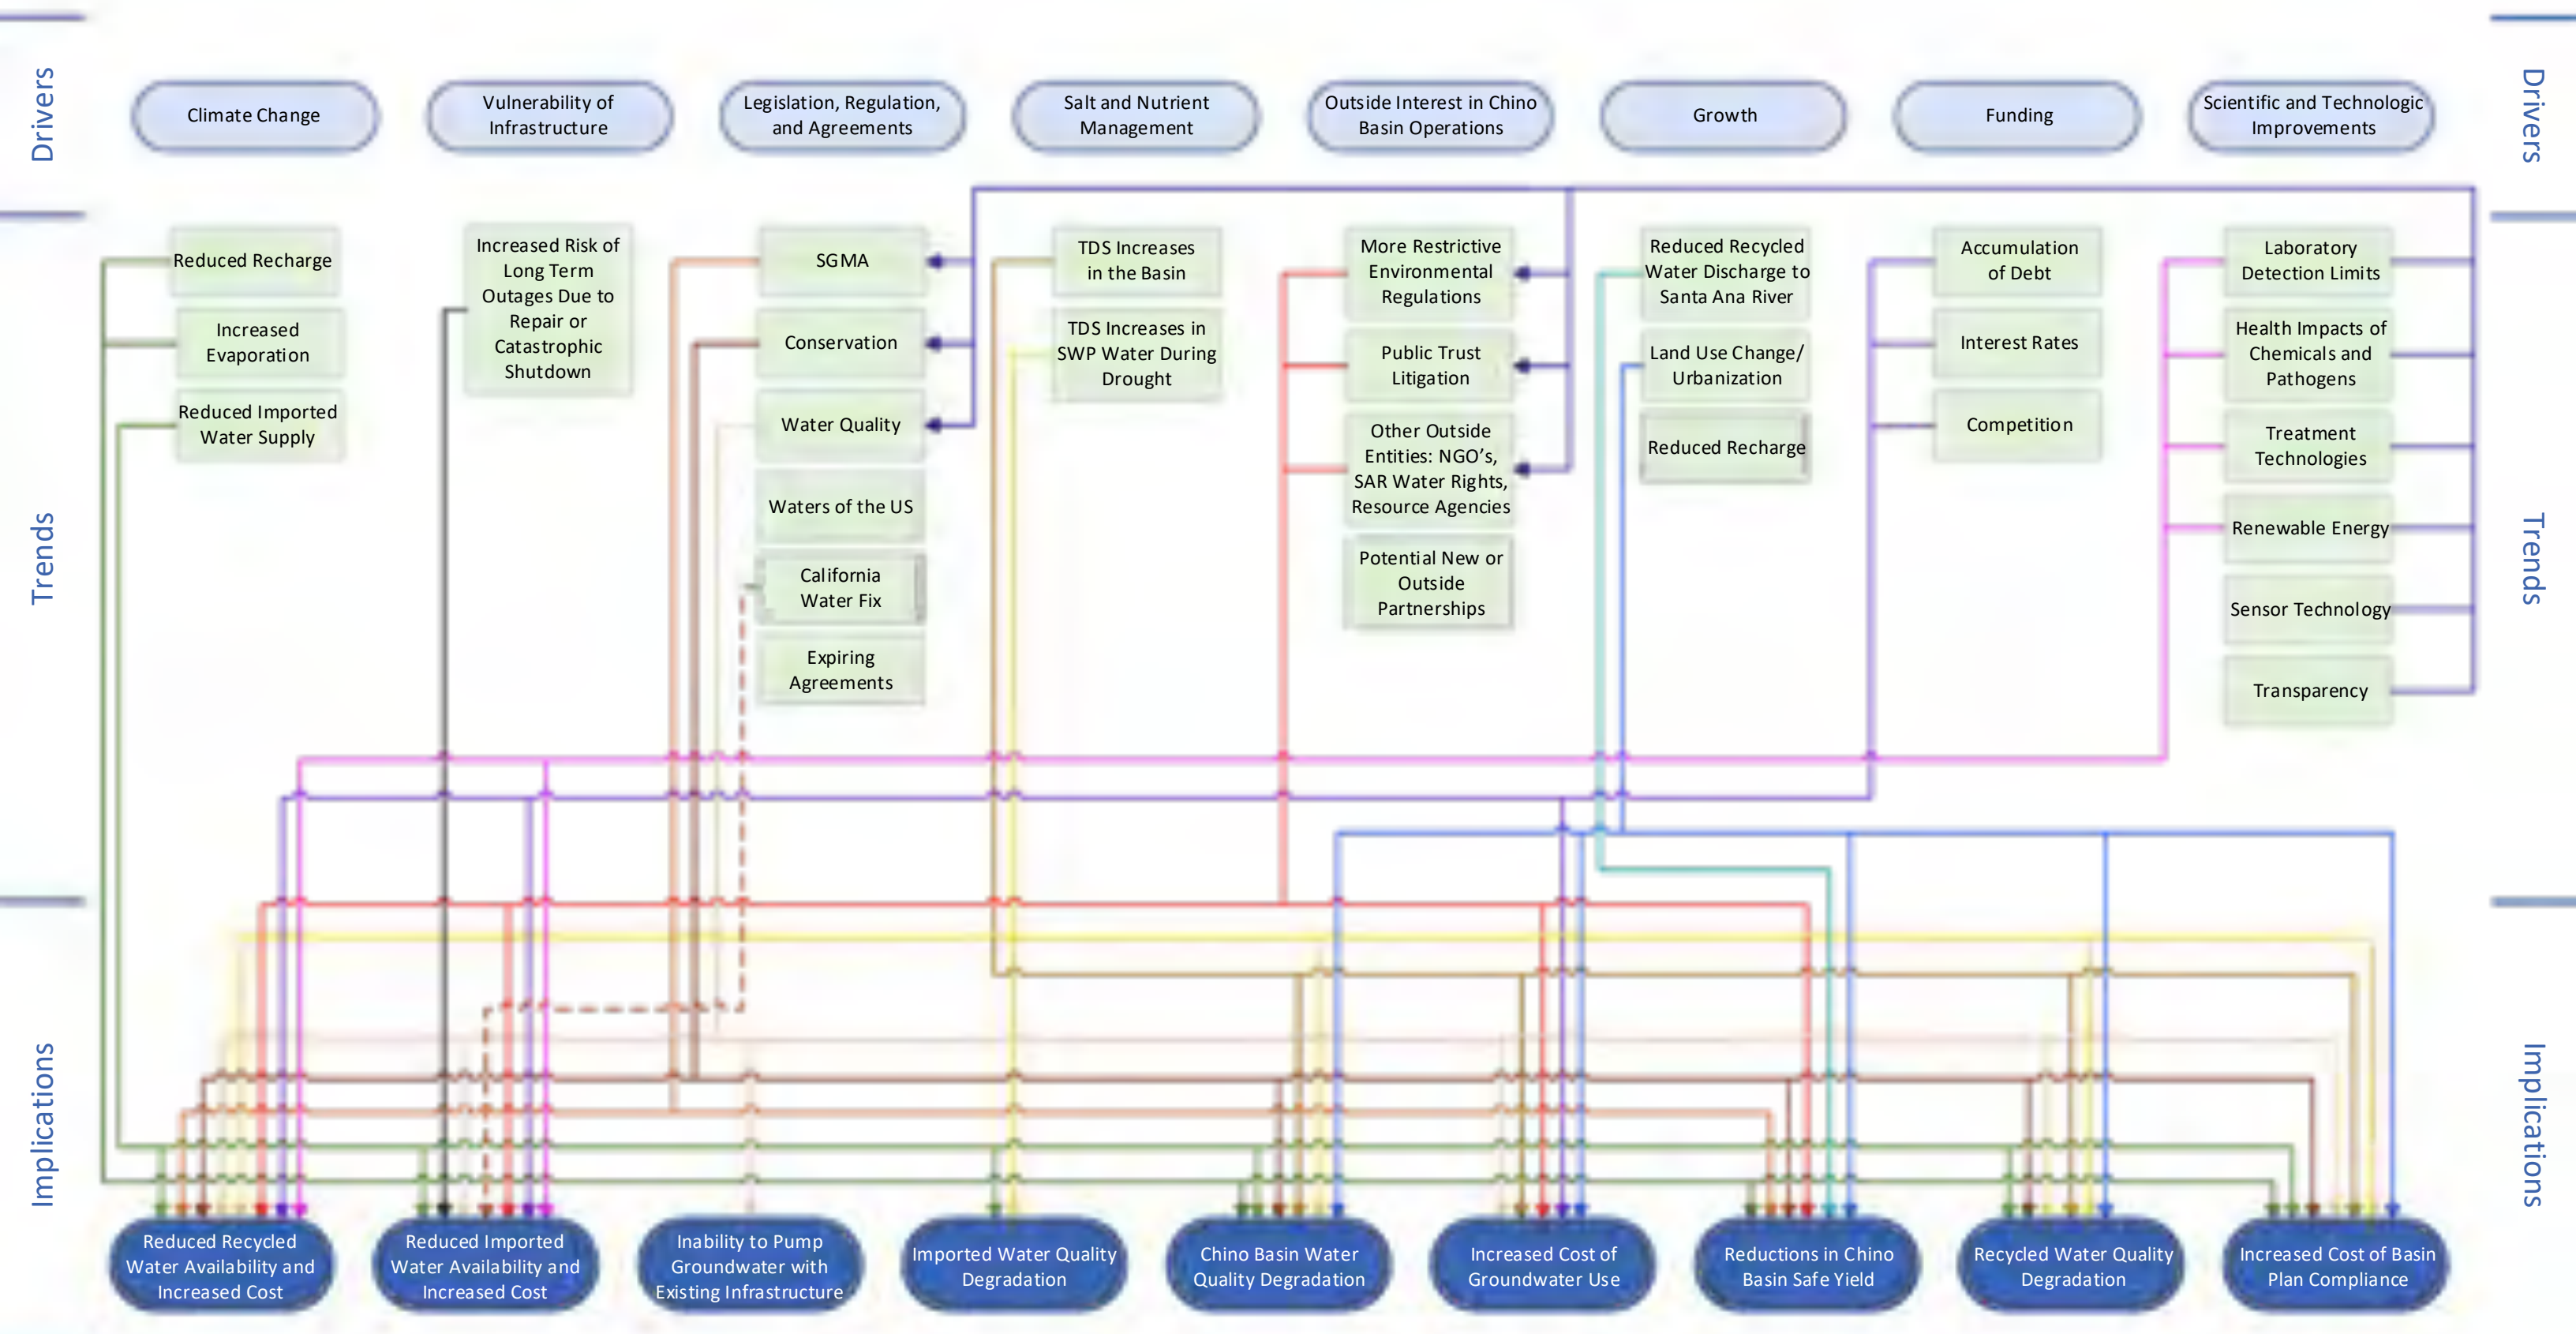 Drivers
Climate Change
Vulnerability of
Infrastructure
Legislation, Regulation,
and Agreements
Salt and Nutrient
Management
Outside Interest in Chino
Basin Operations
Growth
Funding
Scientific and Technologic
Improvements
Drivers
Trends
Reduced Recharge
Increased
Evaporation
Reduced Imported
Water Supply
Increased Risk of
Long Term
Outages Due to
Repair or
Catastrophic
Shutdown
SGMA
Conservation
Water Quality
Waters of the US
California
Water Fix
Expiring
Agreements
TDS Increases
in the Basin
TDS Increases in
SWP Water During
Drought
More Restrictive
Environmental
Regulations
Public Trust
Litigation
Other Outside
Entities: NGO’s,
SAR Water Rights,
Resource Agencies
Potential New or
Outside
Partnerships
Reduced Recycled
Water Discharge to
Santa Ana River
Land Use Change/
Urbanization
Reduced Recharge
Accumulation
of Debt
Interest Rates
Competition
Laboratory
Detection Limits
Health Impacts of
Chemicals and
Pathogens
Treatment
Technologies
Renewable Energy
Sensor Technology
Transparency
Trends
Implications
Reduced Recycled
Water Availability and
Increased Cost
Reduced Imported
Water Availability and
Increased Cost
Inability to Pump
Groundwater with
Existing Infrastructure
Imported Water Quality
Degradation
Chino Basin Water
Quality Degradation
Increased Cost of
Groundwater Use
Reductions in Chino
Basin Safe Yield
Recycled Water Quality
Degradation
Increased Cost of Basin
Plan Compliance
Implications